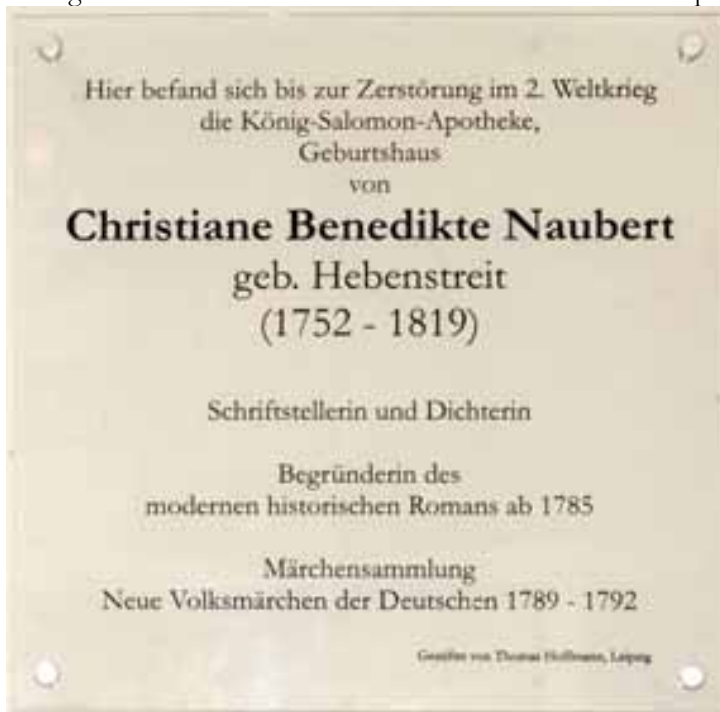 Hier befand sich bis zur Zerstörung im 2. Weltkrieg
die König-Salomon-Apotheke,
Geburtshaus
von
Christiane Benedikte Naubert
geb. Hebenstreit
(1752 - 1819)
Schriftstellerin und Dichterin
Begründerin des
modernen historischen Romans ab 1785
Märchensammlung
Neue Volksmärchen der Deutschen 1789 - 1792
Gestiftet von Thomas Hoffmann, Leipzig